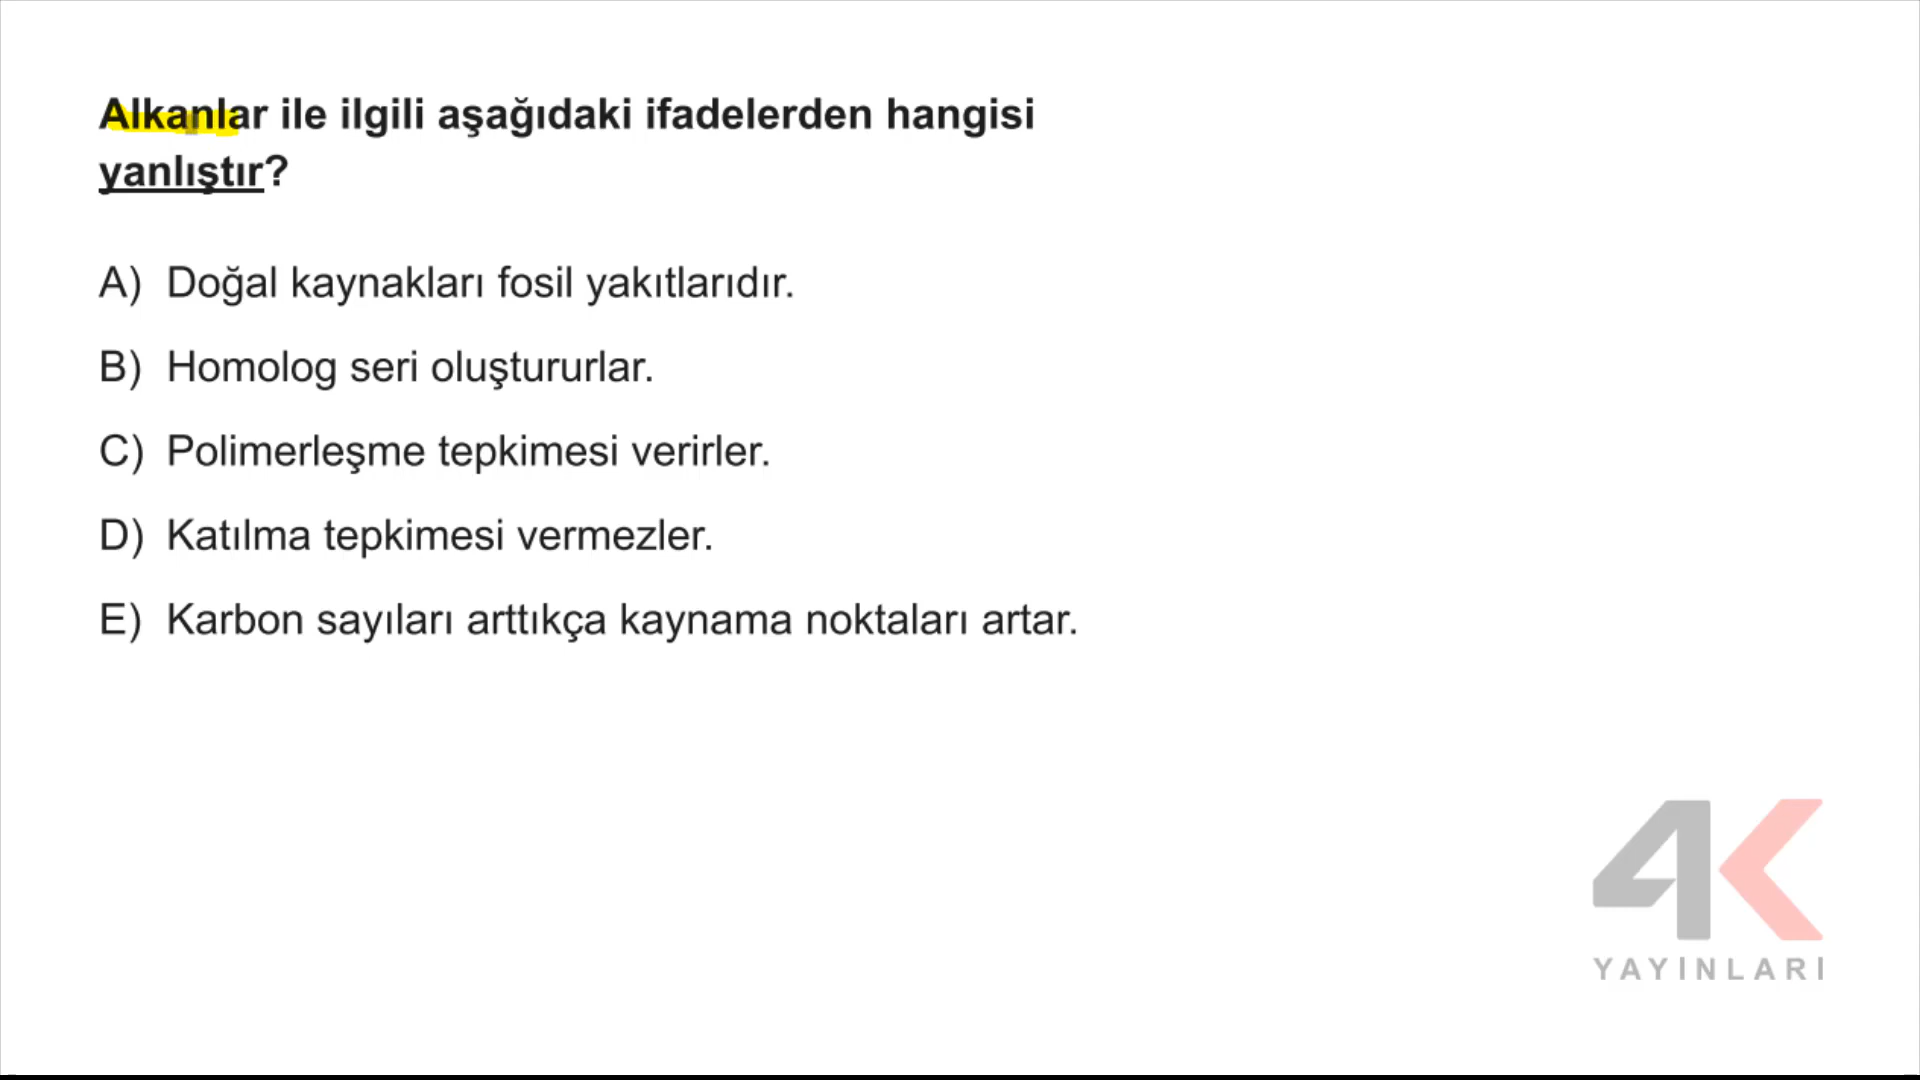 Alkanlar ile ilgili aşağıdaki ifadelerden hangisi
yanlıştır?
A) Doğal kaynakları fosil yakıtlarıdır.
B) Homolog seri oluştururlar.
C) Polimerleşme tepkimesi verirler.
D) Katılma tepkimesi vermezler.
E) Karbon sayıları arttıkça kaynama noktaları artar.
4K
YAYINLARI